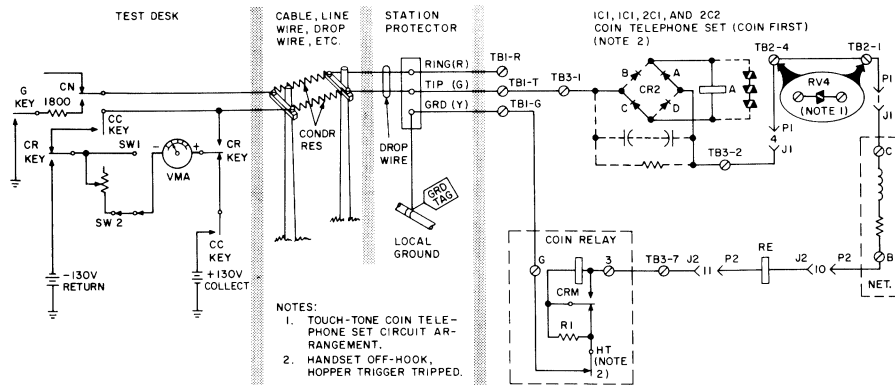 TEST DESK
CABLE, LINE
WIRE, DROP
WIRE, ETC.
STATION
PROTECTOR
1C1, 1C1, 2C1, AND 2C2
COIN TELEPHONE SET (COIN FIRST)
(NOTE 2)
G
KEY
1800
CN
CC
KEY
CR
KEY
SW1
SW 2
VMA
-
+
CR
KEY
CC
KEY
-130V
RETURN
+130V
COLLECT
CONDR
RES
RING(R)
TIP (G)
GRD (Y)
DROP
WIRE
GRD
TAG
LOCAL
GROUND
TB1-R
TB1-T
TB1-G
TB3-1
B
A
C
D
CR2
A
TB3-2
TB2-4
TB2-1
RV4
(NOTE 1)
P1
4
J1
P1
J1
C
B
NET.
COIN RELAY
G
3
CRM
R1
HT
(NOTE
2)
TB3-7
J2
11
P2
RE
J2
10
P2
NOTES:
1. TOUCH-TONE COIN TELE-
PHONE SET CIRCUIT AR-
RANGEMENT.
2. HANDSET OFF-HOOK,
HOPPER TRIGGER TRIPPED.